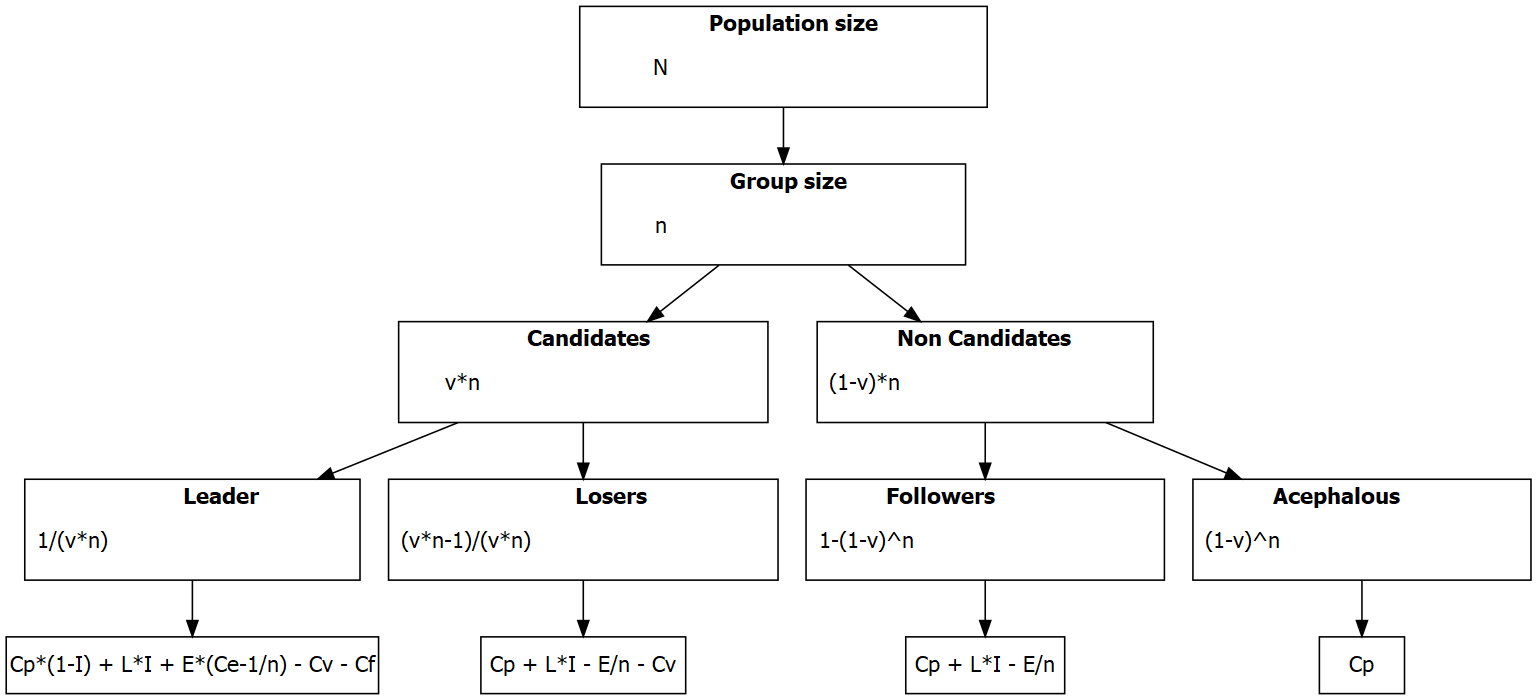 Population size
N
Group size
n
Candidates
v*n
Non Candidates
(1-v)*n
Leader
1/(v*n)
Losers
(v*n-1)/(v*n)
Followers
1-(1-v)^n
Acephalous
(1-v)^n
Cp*(1-I) + L*I + E*(Ce-1/n) - Cv - Cf
Cp + L*I - E/n - Cv
Cp + L*I - E/n
Cp